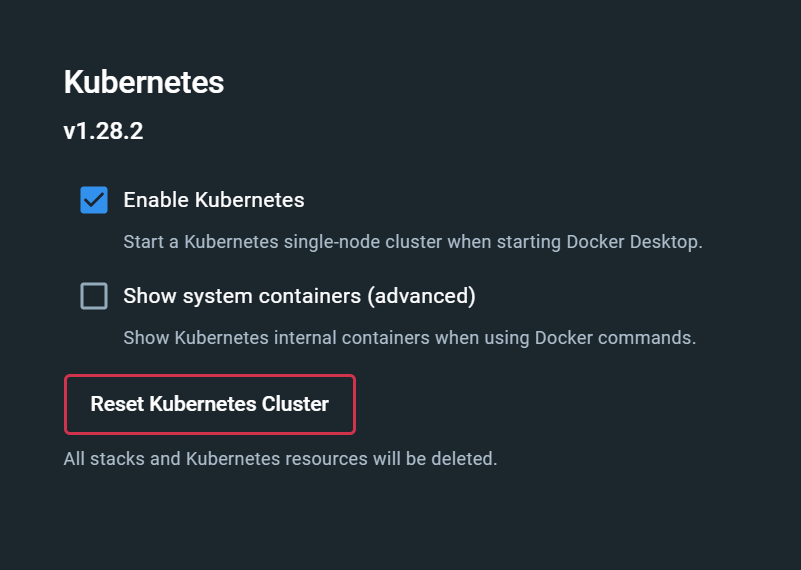 Kubernetes
v1.28.2
Enable Kubernetes
Start a Kubernetes single-node cluster when starting Docker Desktop.
Show system containers (advanced)
Show Kubernetes internal containers when using Docker commands.
Reset Kubernetes Cluster
All stacks and Kubernetes resources will be deleted.